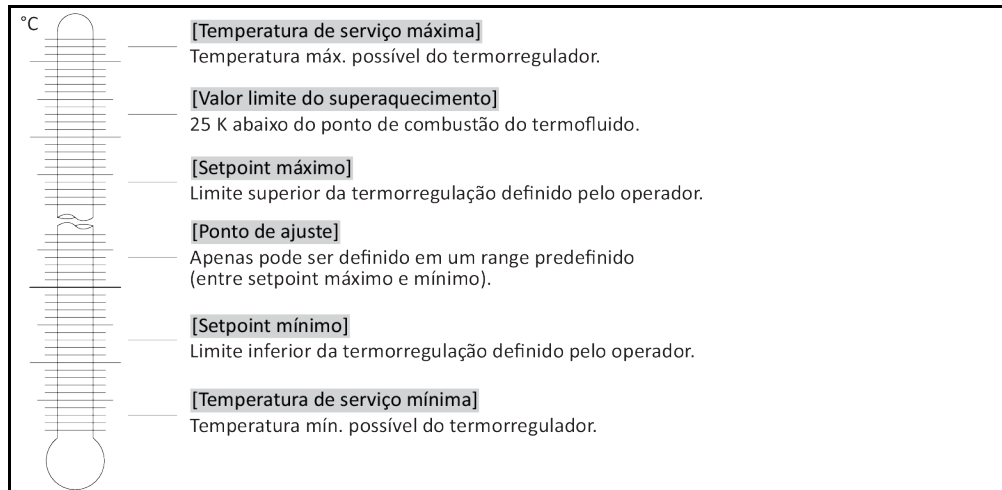 °C
[Temperatura de serviço máxima]
Temperatura máx. possível do termorregulador.
[Valor limite do superaquecimento]
25 K abaixo do ponto de combustão do termofluido.
[Setpoint máximo]
Limite superior da termorregulação definido pelo operador.
[Ponto de ajuste]
Apenas pode ser definido em um range predefinido
(entre setpoint máximo e mínimo).
[Setpoint mínimo]
Limite inferior da termorregulação definido pelo operador.
[Temperatura de serviço mínima]
Temperatura mín. possível do termorregulador.